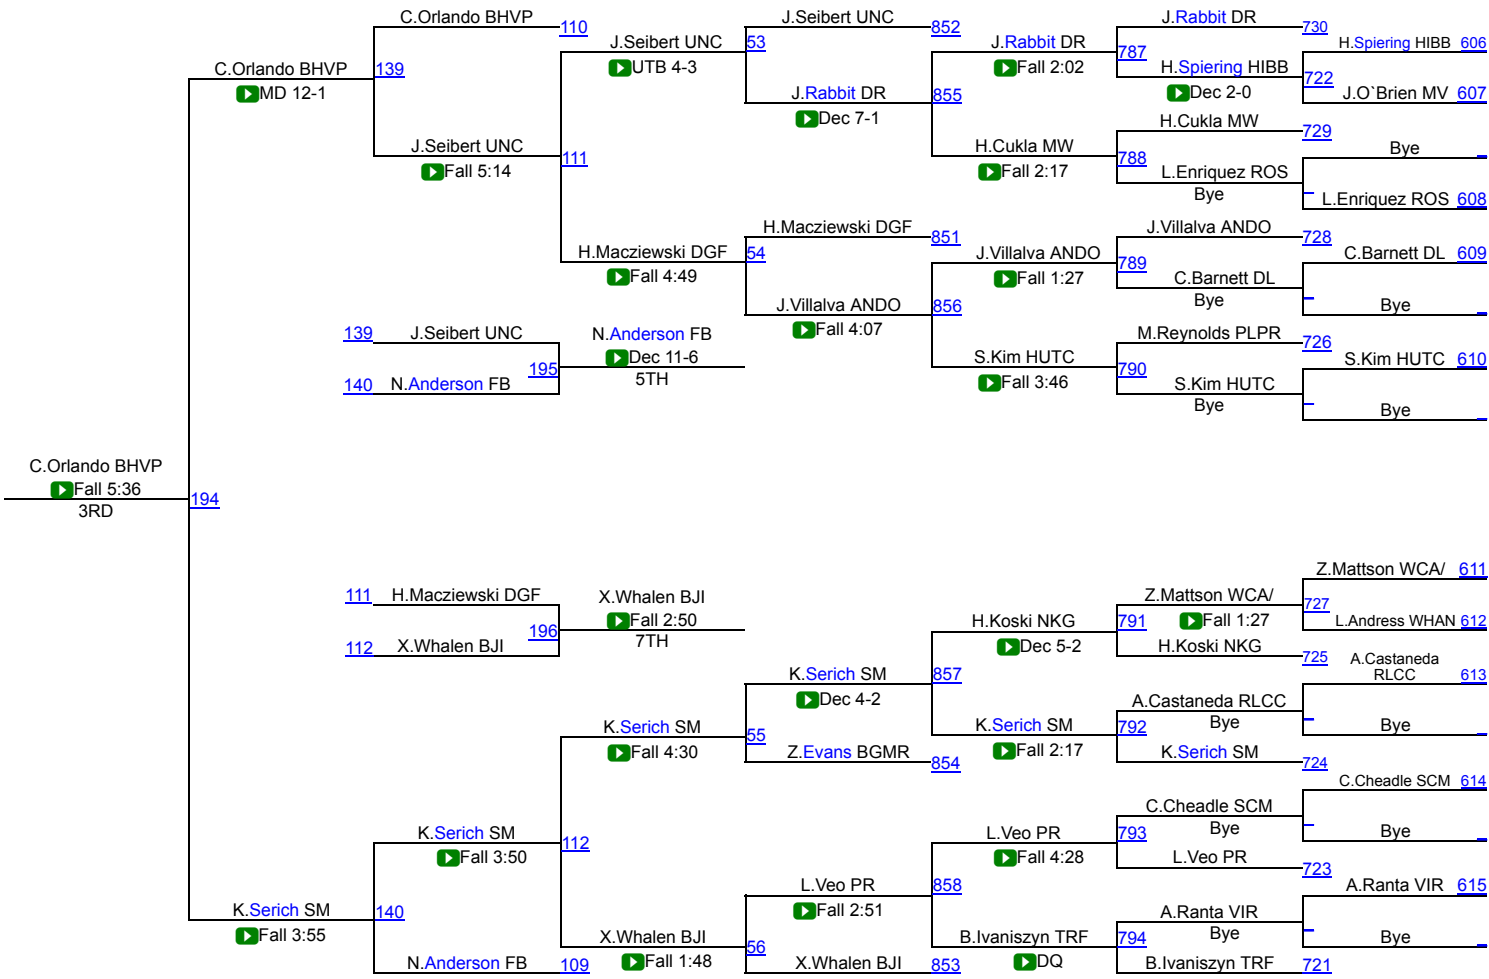 C.Orlando BHVP
110
J.Seibert UNC
852
J.Rabbit DR
730
J.Seibert UNC
53
J.Rabbit DR
787
H.Spiering HIBB 606
C.Orlando BHVP
139
UTB 4-3
Fall 2:02
H.Spiering HIBB
722
MD 12-1
J.Rabbit DR
855
Dec 2-0
J.O`Brien MV 607
Dec 7-1
H.Cukla MW
729
J.Seibert UNC
111
H.Cukla MW
788
Bye
Fall 5:14
Fall 2:17
L.Enriquez ROS
Bye
L.Enriquez ROS 608
H.Macziewski DGF
851
J.Villalva ANDO
728
H.Macziewski DGF
54
J.Villalva ANDO
789
C.Barnett DL 609
Fall 4:49
Fall 1:27
C.Barnett DL
Bye
J.Villalva ANDO
856
Bye
139
J.Seibert UNC
N.Anderson FB
Fall 4:07
M.Reynolds PLPR
726
Dec 11-6
195
5TH
S.Kim HUTC
790
S.Kim HUTC 610
140
N.Anderson FB
Fall 3:46
S.Kim HUTC
Bye
Bye
C.Orlando BHVP
Fall 5:36
194
3RD
Z.Mattson WCA/ 611
111
H.Macziewski DGF
X.Whalen BJI
Z.Mattson WCA/
727
Fall 2:50
196
7TH
H.Koski NKG
791
Fall 1:27
L.Andress WHAN 612
112
X.Whalen BJI
Dec 5-2
H.Koski NKG
725
A.Castaneda
RLCC 613
K.Serich SM
857
Dec 4-2
A.Castaneda RLCC
Bye
K.Serich SM
55
K.Serich SM
792
Bye
Fall 4:30
Z.Evans BGMR
854
Fall 2:17
K.Serich SM
724
C.Cheadle SCM 614
C.Cheadle SCM
K.Serich SM
112
L.Veo PR
793
Bye
Bye
Fall 3:50
Fall 4:28
L.Veo PR
723
L.Veo PR
858
A.Ranta VIR 615
K.Serich SM
140
Fall 2:51
A.Ranta VIR
Fall 3:55
X.Whalen BJI
56
B.Ivaniszyn TRF
794
Bye
Bye
N.Anderson FB
109
Fall 1:48
X.Whalen BJI
853
DQ
B.Ivaniszyn TRF
721